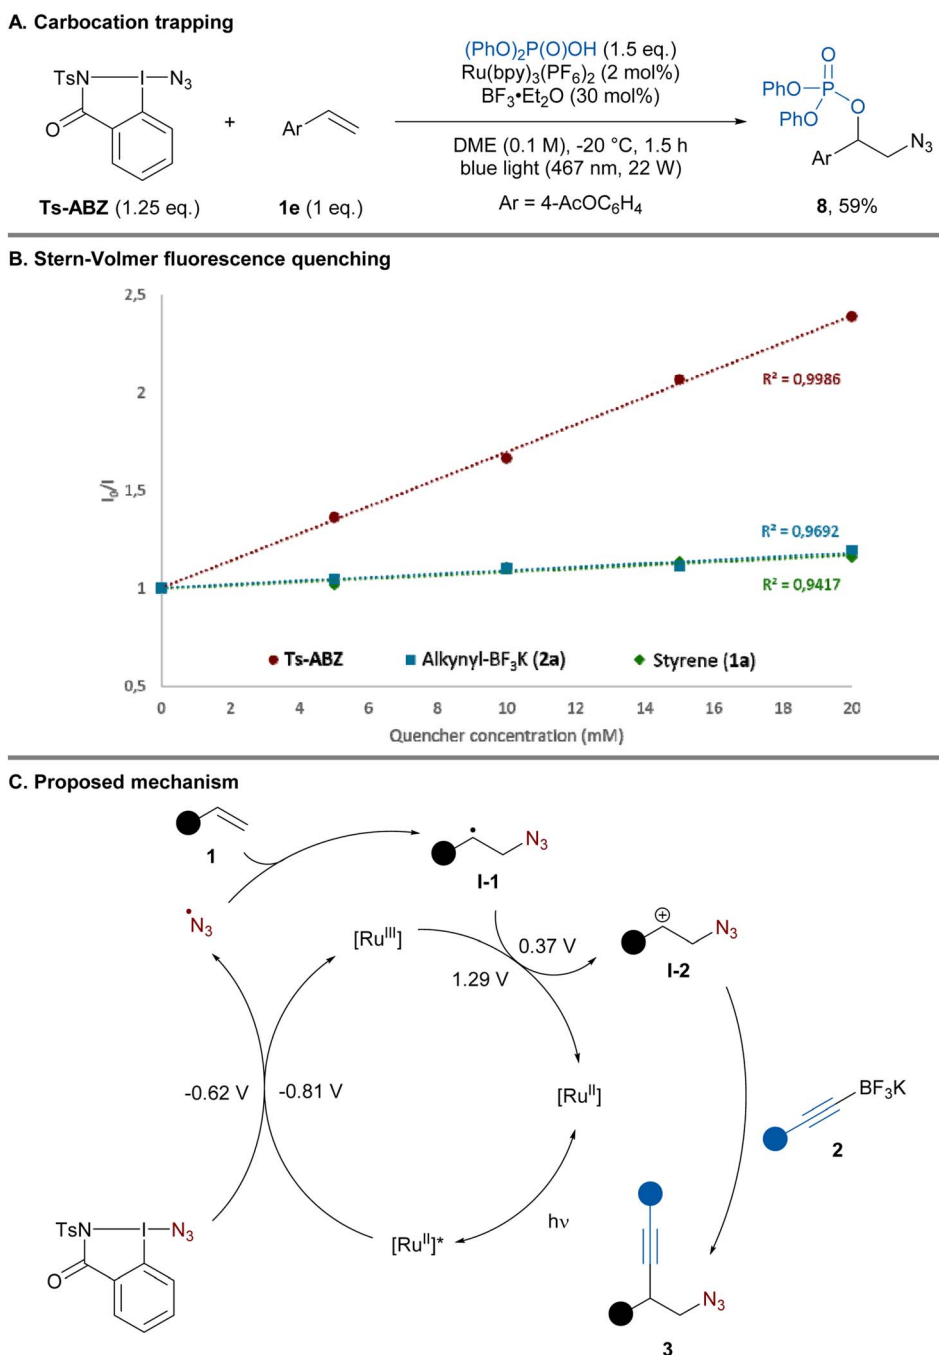 A. Carbocation trapping
TsN I N₃
O
Ts-ABZ (1.25 eq.)
+
Ar
1e (1 eq.)
(PhO)₂P(O)OH (1.5 eq.)
Ru(bpy)₃(PF₆)₂ (2 mol%)
BF₃•Et₂O (30 mol%)
DME (0.1 M), -20 °C, 1.5 h
blue light (467 nm, 22 W)
Ar = 4-AcOC₆H₄
O
PhO P
PhO O
Ar N₃
8, 59%
B. Stern-Volmer fluorescence quenching
2,5
2
1,5
1
0,5
I₀/I
R² = 0,9986
R² = 0,9692
R² = 0,9417
Ts-ABZ Alkynyl-BF₃K (2a) Styrene (1a)
0 2 4 6 8 10 12 14 16 18 20
Quencher concentration (mM)
C. Proposed mechanism
1
N₃
I-1
•N₃
[Ruᴵᴵᴵ]
0.37 V
1.29 V
⊕
N₃
I-2
-0.62 V -0.81 V
[Ruᴵᴵ]
BF₃K
2
TsN I N₃
O
[Ruᴵᴵ]*
hν
N₃
3